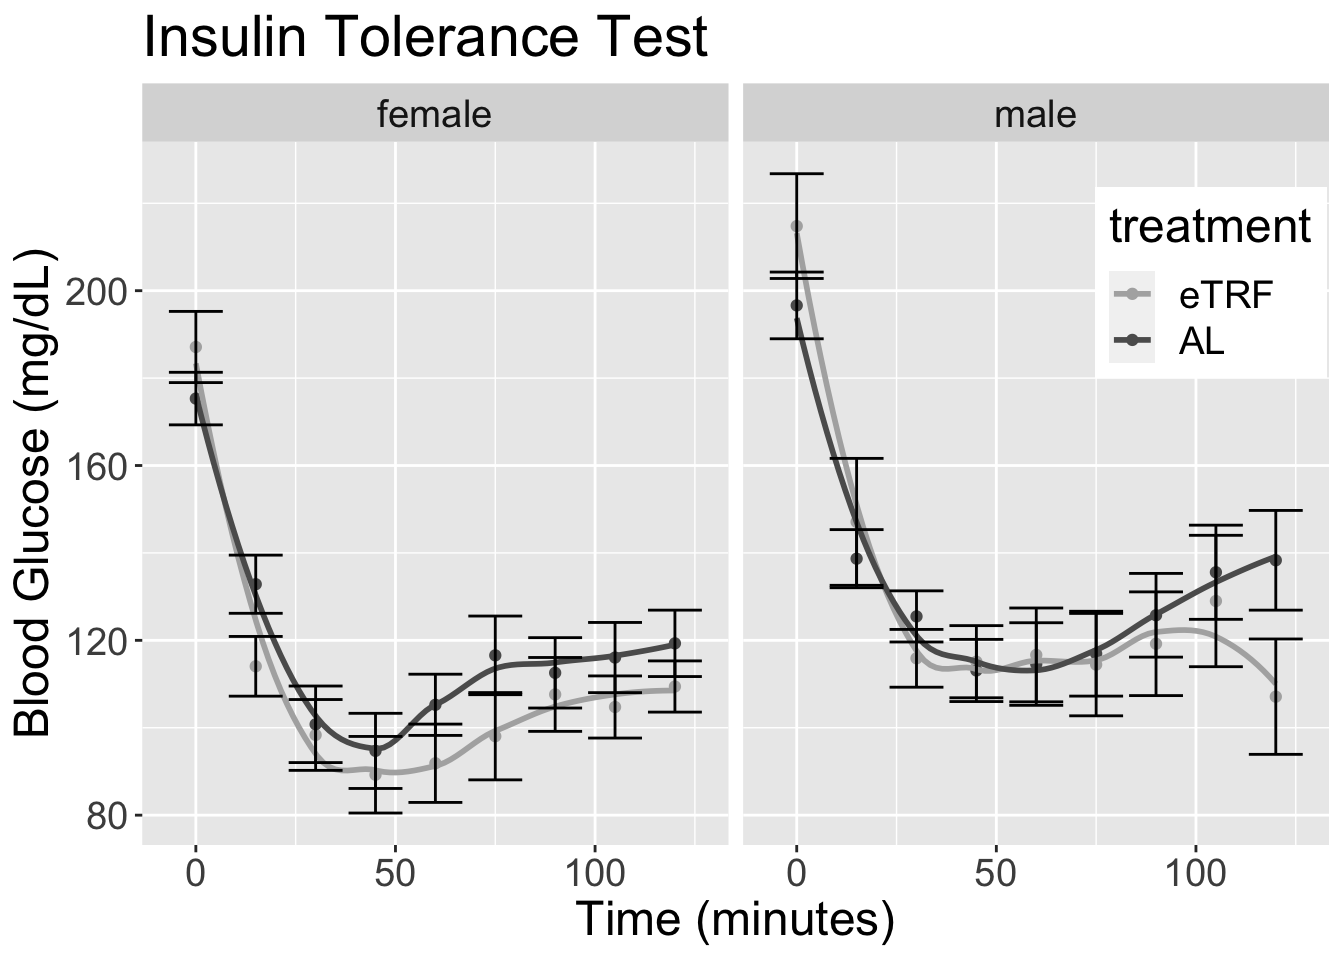 Insulin Tolerance Test
female
male
Blood Glucose (mg/dL)
200
160
120
80
treatment
eTRF
AL
0 50 100
0 50 100
Time (minutes)